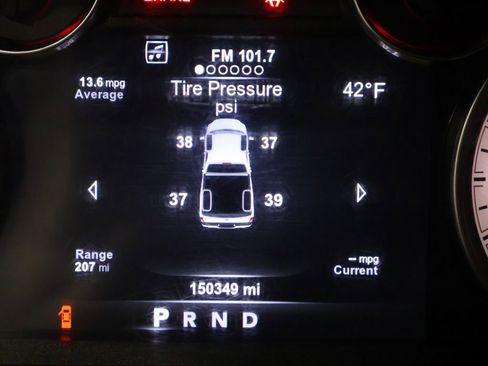 BRAKE
FM 101.7
13.6 mpg
Average
Tire Pressure
psi
42°F
38 37
37 39
Range
207 mi
-- mpg
Current
150349 mi
P R N D